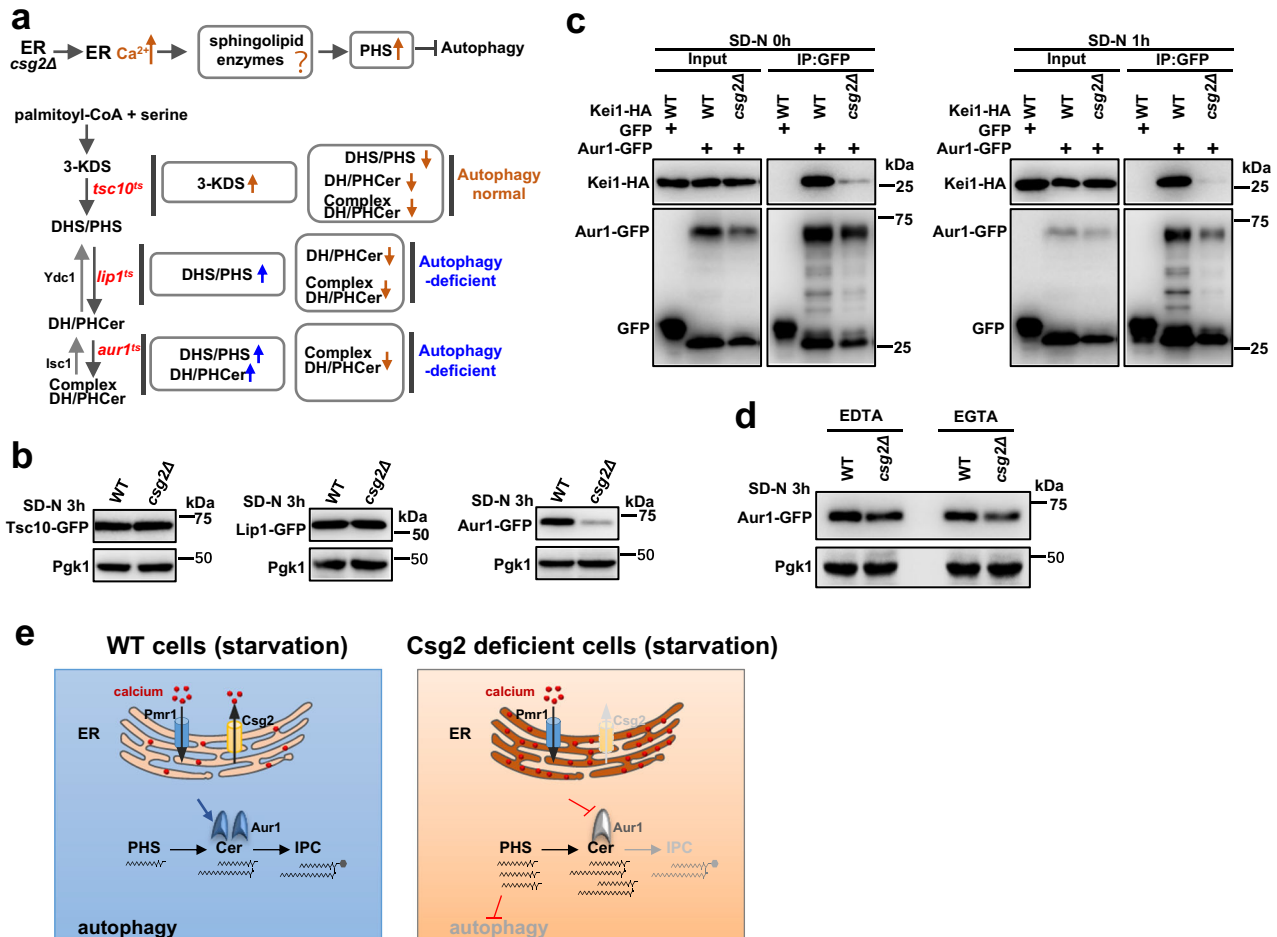 a
ER
csg2Δ
ER Ca²⁺
sphingolipid
enzymes ?
PHS
Autophagy
palmitoyl-CoA + serine
3-KDS
tsc10ts
DHS/PHS
Ydc1
lip1ts
DH/PHCer
Isc1
aur1ts
Complex
DH/PHCer
3-KDS
DHS/PHS
DH/PHCer
Complex
DH/PHCer
Autophagy
normal
DHS/PHS
DH/PHCer
Complex
DH/PHCer
Autophagy
-deficient
DHS/PHS
DH/PHCer
Complex
DH/PHCer
Autophagy
-deficient
b
SD-N 3h
WT
csg2Δ
kDa
Tsc10-GFP
75
Pgk1
50
SD-N 3h
WT
csg2Δ
kDa
Lip1-GFP
50
Pgk1
50
SD-N 3h
WT
csg2Δ
kDa
Aur1-GFP
75
Pgk1
50
c
SD-N 0h
Input
IP:GFP
Kei1-HA
WT
WT
csg2Δ
WT
WT
csg2Δ
GFP + +
Aur1-GFP + + + +
kDa
Kei1-HA
25
75
Aur1-GFP
GFP
25
SD-N 1h
Input
IP:GFP
Kei1-HA
WT
WT
csg2Δ
WT
WT
csg2Δ
GFP + +
Aur1-GFP + + + +
kDa
Kei1-HA
25
75
Aur1-GFP
GFP
25
d
EDTA
EGTA
WT
csg2Δ
WT
csg2Δ
SD-N 3h
kDa
75
Aur1-GFP
50
Pgk1
e
WT cells (starvation)
calcium
Pmr1
Csg2
ER
Aur1
PHS
Cer
IPC
autophagy
Csg2 deficient cells (starvation)
calcium
Pmr1
Csg2
ER
Aur1
PHS
Cer
IPC
autophagy